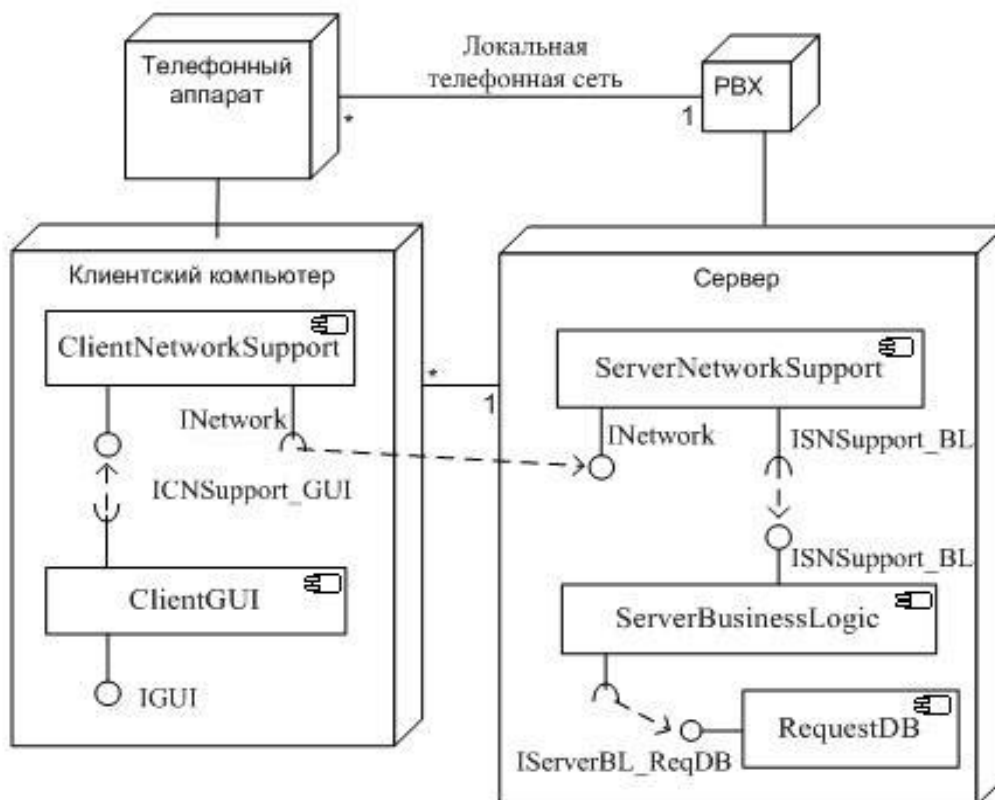 Телефонный
аппарат
*
Локальная
телефонная сеть
1
PBX
Клиентский компьютер
ClientNetworkSupport
INetwork
ICNSupport_GUI
ClientGUI
IGUI
*
1
Сервер
ServerNetworkSupport
INetwork
ISNSupport_BL
ISNSupport_BL
ServerBusinessLogic
IServerBL_ReqDB
RequestDB